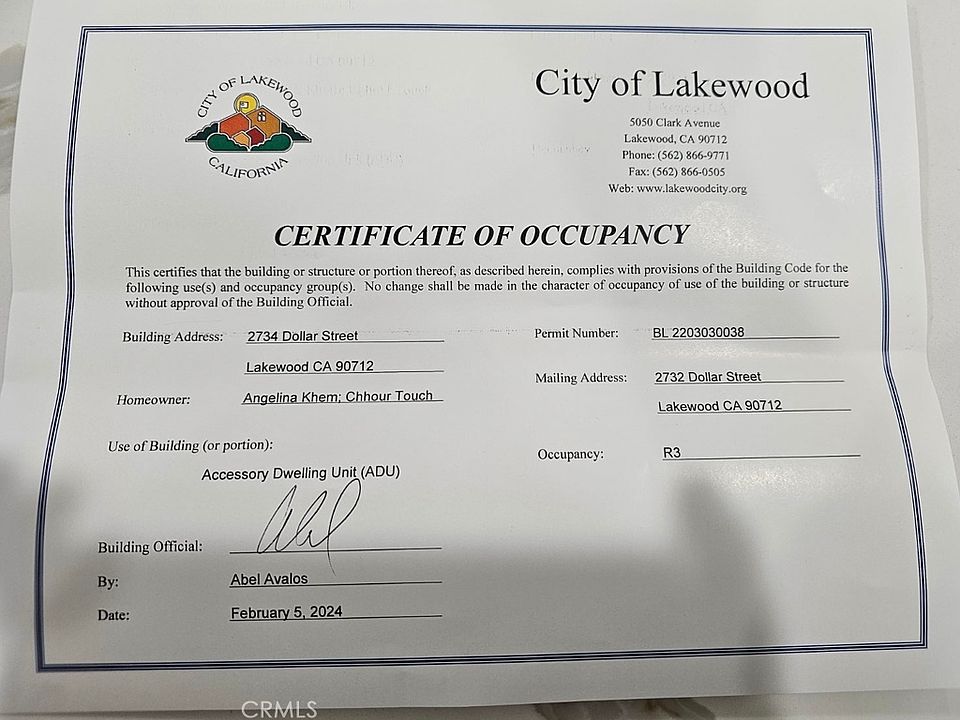 CITY OF LAKEWOOD
CALIFORNIA
City of Lakewood
5050 Clark Avenue
Lakewood, CA 90712
Phone: (562) 866-9771
Fax: (562) 866-0505
Web: www.lakewoodcity.org
CERTIFICATE OF OCCUPANCY
This certifies that the building or structure or portion thereof, as described herein, complies with provisions of the Building Code for the
following use(s) and occupancy group(s). No change shall be made in the character of occupancy of use of the building or structure
without approval of the Building Official.
Building Address: 2734 Dollar Street
Lakewood CA 90712
Homeowner: Angelina Khem; Chhour Touch
Permit Number: BL 2203030038
Mailing Address: 2732 Dollar Street
Lakewood CA 90712
Use of Building (or portion):
Accessory Dwelling Unit (ADU)
Occupancy: R3
Building Official:
By: Abel Avalos
Date: February 5, 2024
CRMLS